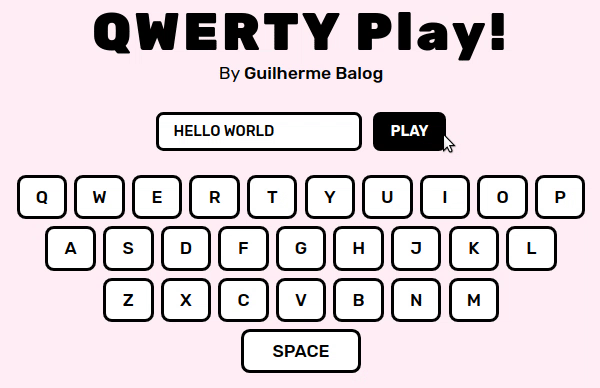 QWERTY Play!
By Guilherme Balog
HELLO WORLD PLAY
Q W E R T Y U I O P
A S D F G H J K L
Z X C V B N M
SPACE